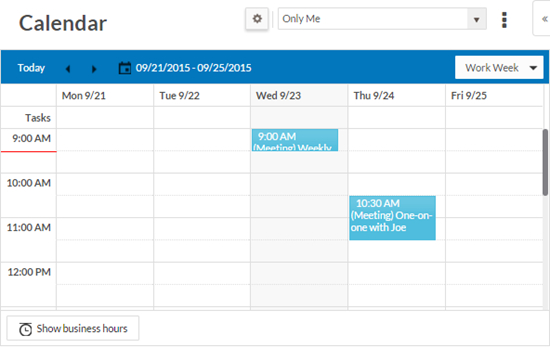 Calendar
Only Me
Today 09/21/2015 - 09/25/2015 Work Week
Mon 9/21 Tue 9/22 Wed 9/23 Thu 9/24 Fri 9/25
Tasks
9:00 AM
9:00 AM
(Meeting) Weekly
10:00 AM
10:30 AM
(Meeting) One-on-
one with Joe
11:00 AM
12:00 PM
Show business hours